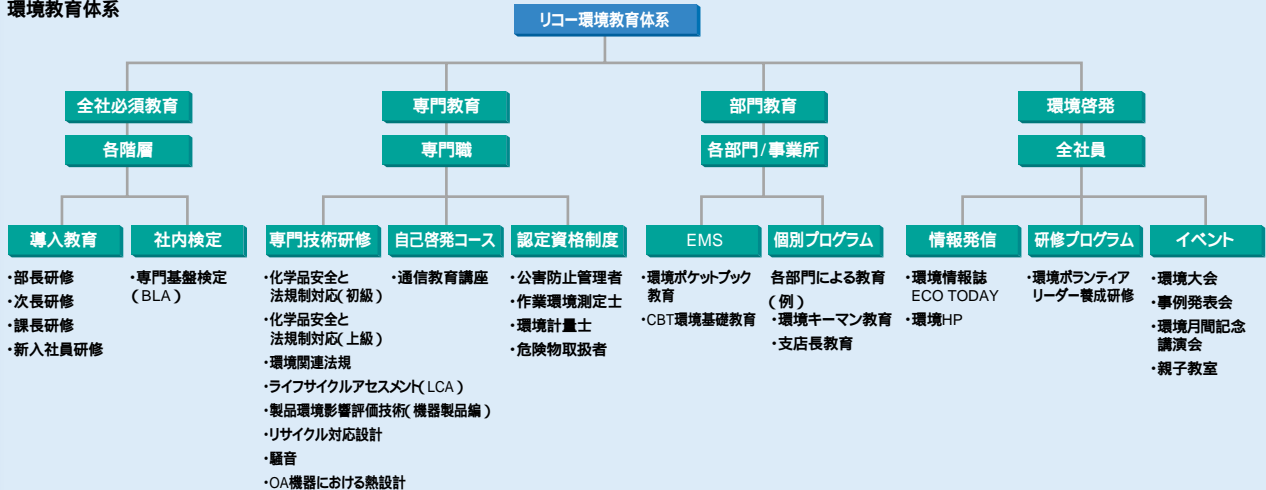 環境教育体系
リコー環境教育体系
全社必須教育
専門教育
部門教育
環境啓発
各階層
専門職
各部門/事業所
全社員
導入教育
・部長研修
・次長研修
・課長研修
・新入社員研修
社内検定
・専門基盤検定
(BLA)
専門技術研修
・化学品安全と
法規制対応(初級)
・化学品安全と
法規制対応(上級)
・環境関連法規
・ライフサイクルアセスメント(LCA)
・製品環境影響評価技術(機器製品編)
・リサイクル対応設計
・騒音
・OA機器における熱設計
自己啓発コース
・通信教育講座
認定資格制度
・公害防止管理者
・作業環境測定士
・環境計量士
・危険物取扱者
EMS
・環境ポケットブック
教育
・CBT環境基礎教育
個別プログラム
各部門による教育
(例)
・環境キーマン教育
・支店長教育
情報発信
・環境情報誌
ECO TODAY
・環境HP
研修プログラム
・環境ボランティア
リーダー養成研修
イベント
・環境大会
・事例発表会
・環境月間記念
講演会
・親子教室